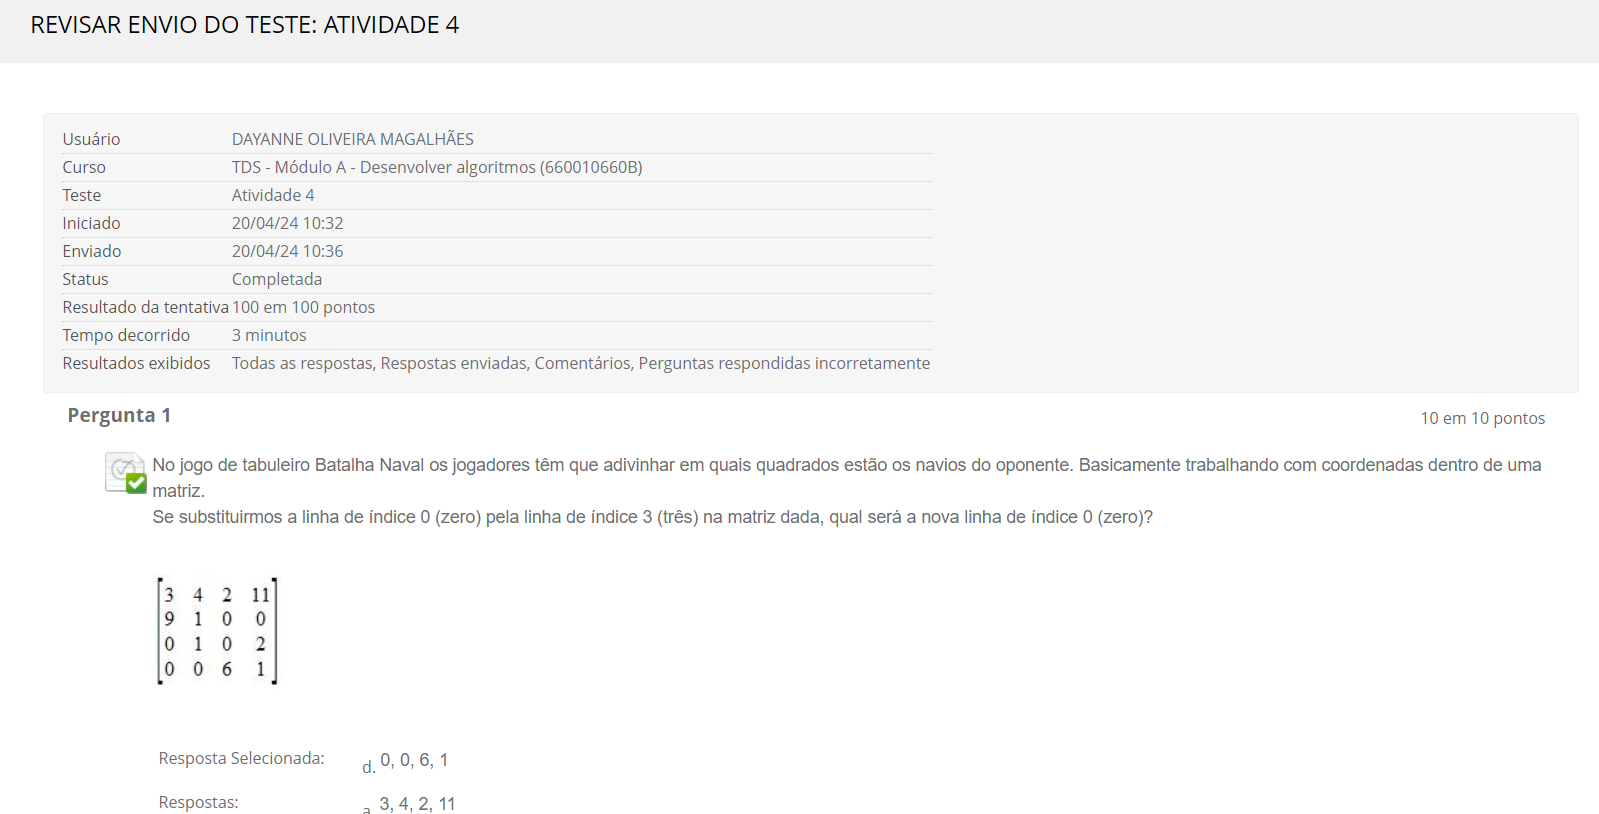 REVISAR ENVIO DO TESTE: ATIVIDADE 4
Usuário DAYANNE OLIVEIRA MAGALHÃES
Curso TDS - Módulo A - Desenvolver algoritmos (660010660B)
Teste Atividade 4
Iniciado 20/04/24 10:32
Enviado 20/04/24 10:36
Status Completada
Resultado da tentativa 100 em 100 pontos
Tempo decorrido 3 minutos
Resultados exibidos Todas as respostas, Respostas enviadas, Comentários, Perguntas respondidas incorretamente
Pergunta 1 10 em 10 pontos
No jogo de tabuleiro Batalha Naval os jogadores têm que adivinhar em quais quadrados estão os navios do oponente. Basicamente trabalhando com coordenadas dentro de uma
matriz.
Se substituirmos a linha de índice 0 (zero) pela linha de índice 3 (três) na matriz dada, qual será a nova linha de índice 0 (zero)?
3 4 2 11
9 1 0 0
0 1 0 2
0 0 6 1
Resposta Selecionada: d. 0, 0, 6, 1
Respostas: a 3, 4, 2, 11